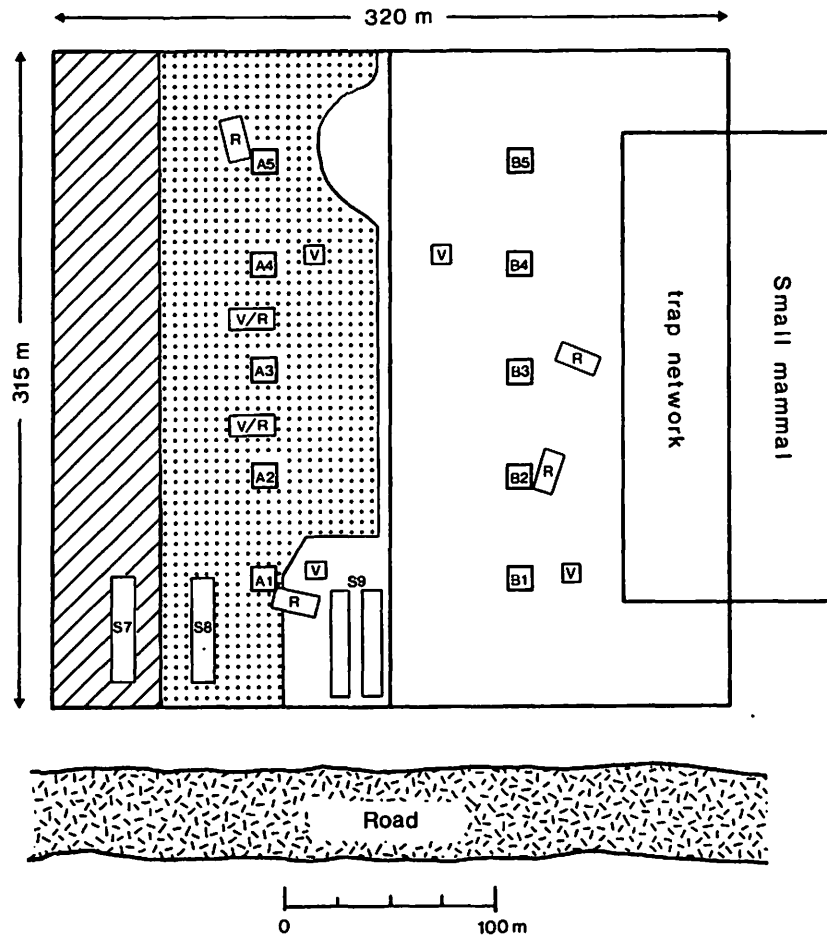 320 m
315 m
R
A5
B5
A4
V
V
B4
V/R
A3
B3
R
V/R
A2
B2
R
A1
V
S9
B1
V
R
S7
S8
trap network
Small mammal
Road
0
100 m